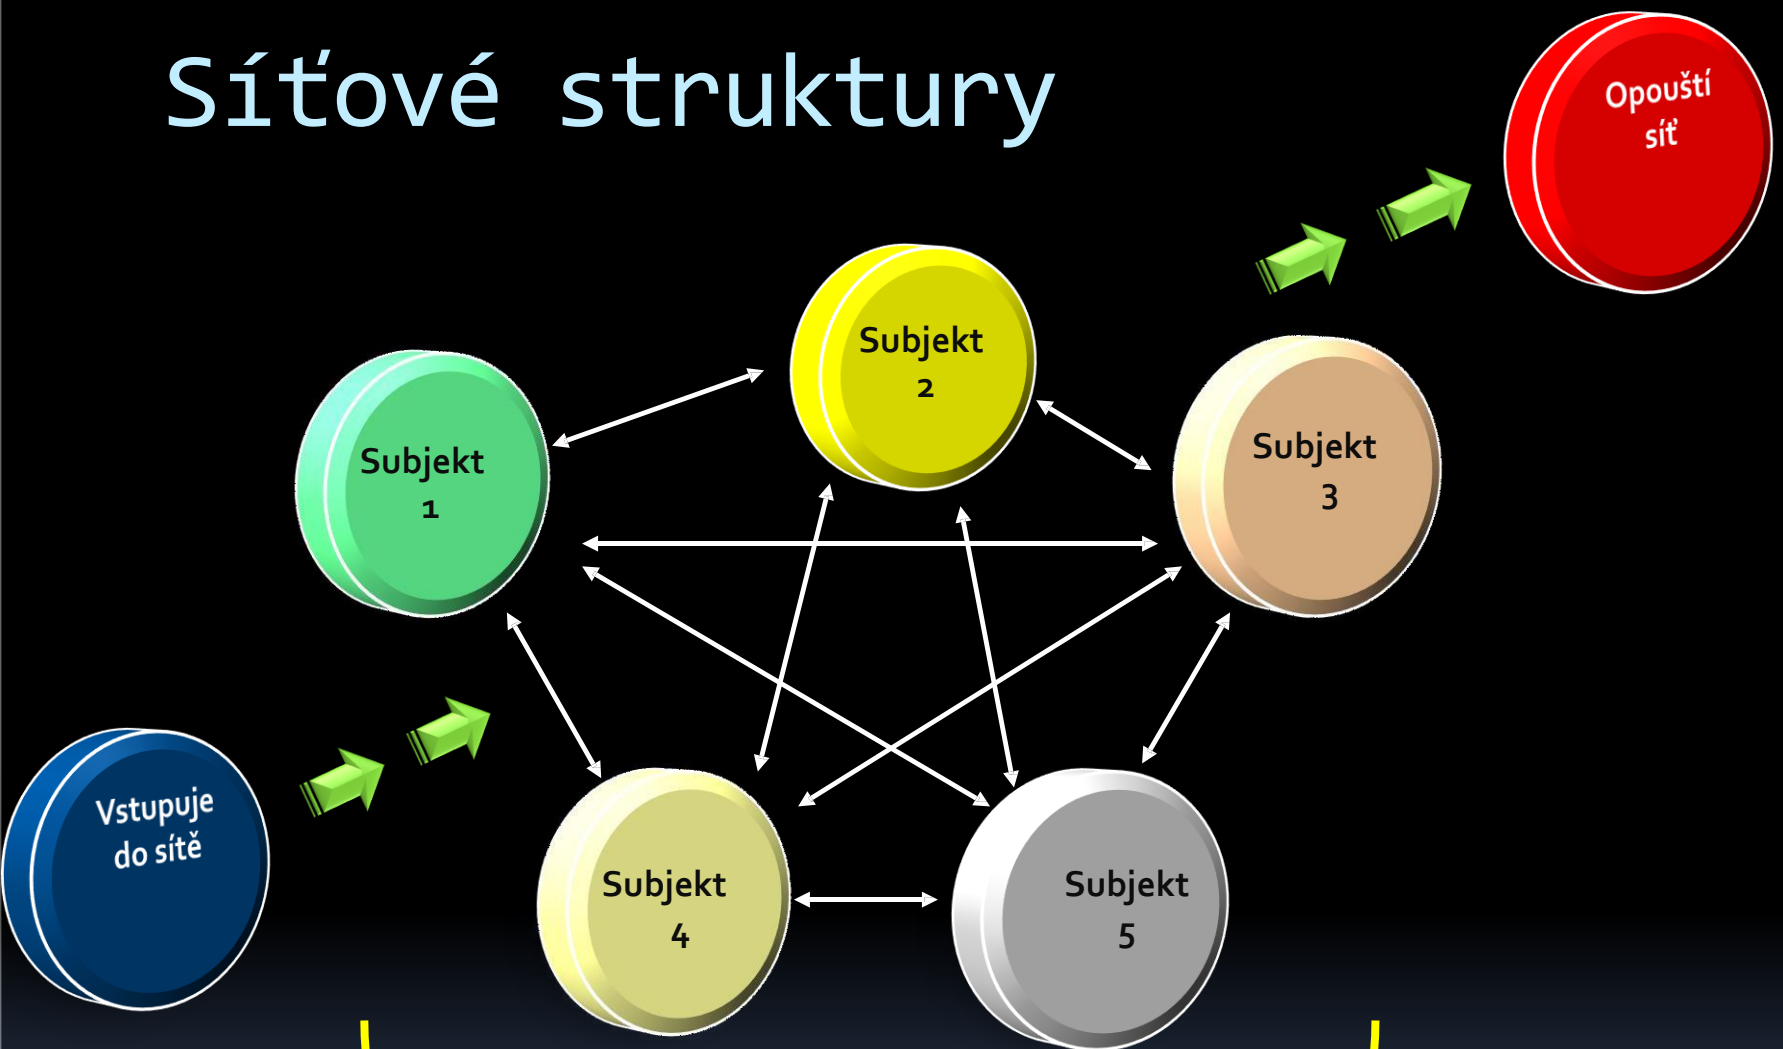 Síťové struktury
Opouští
síť
Subjekt
2
Subjekt
1
Subjekt
3
Vstupuje
do sítě
Subjekt
4
Subjekt
5